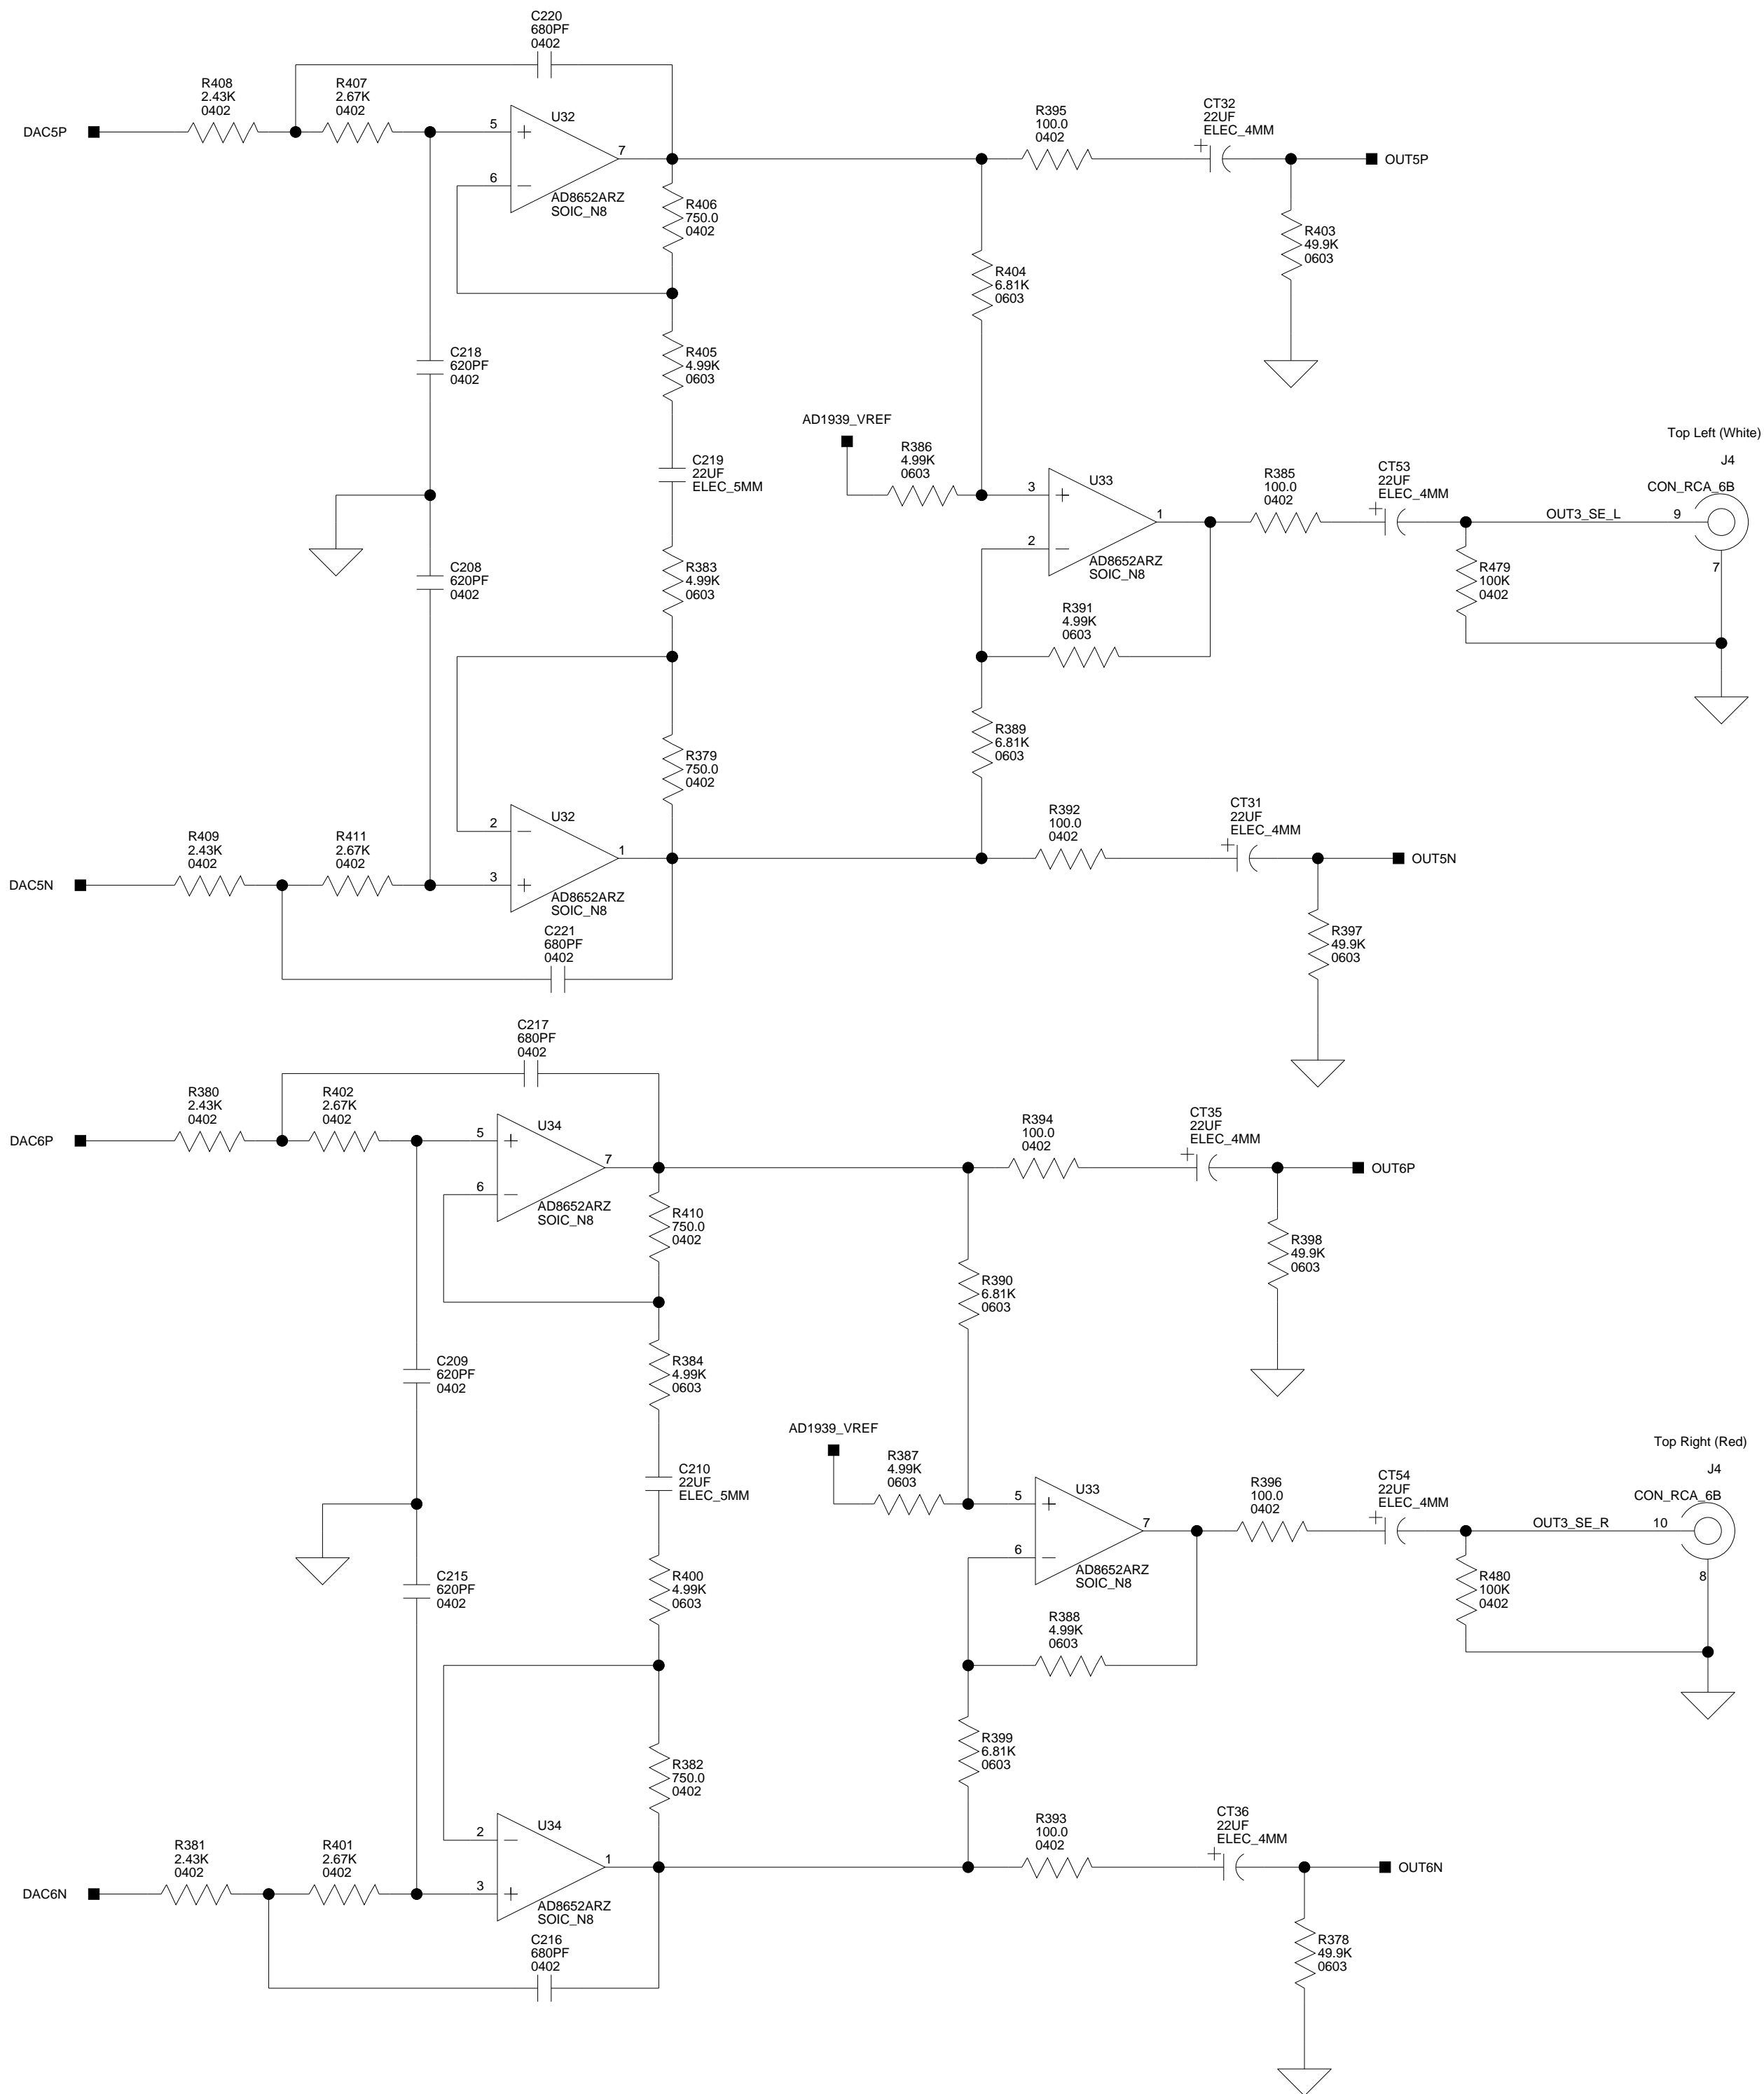 C220
680PF
0402
R408
2.43K
0402
R407
2.67K
0402
DAC5P
5
6
7
U32
AD8652ARZ
SOIC_N8
R395
100.0
0402
CT32
22UF
ELEC_4MM
+
OUT5P
R406
750.0
0402
R403
49.9K
0603
R404
6.81K
0603
C218
620PF
0402
R405
4.99K
0603
AD1939_VREF
R386
4.99K
0603
C219
22UF
ELEC_5MM
3
2
1
U33
AD8652ARZ
SOIC_N8
R385
100.0
0402
CT53
22UF
ELEC_4MM
+
OUT3_SE_L
Top Left (White)
J4
CON_RCA_6B
9
7
R479
100K
0402
C208
620PF
0402
R383
4.99K
0603
R391
4.99K
0603
R389
6.81K
0603
R379
750.0
0402
R409
2.43K
0402
R411
2.67K
0402
DAC5N
2
3
1
U32
AD8652ARZ
SOIC_N8
C221
680PF
0402
R392
100.0
0402
CT31
22UF
ELEC_4MM
+
OUT5N
R397
49.9K
0603
C217
680PF
0402
R380
2.43K
0402
R402
2.67K
0402
DAC6P
5
6
7
U34
AD8652ARZ
SOIC_N8
R394
100.0
0402
CT35
22UF
ELEC_4MM
+
OUT6P
R410
750.0
0402
R398
49.9K
0603
R390
6.81K
0603
C209
620PF
0402
R384
4.99K
0603
AD1939_VREF
R387
4.99K
0603
C210
22UF
ELEC_5MM
5
6
7
U33
AD8652ARZ
SOIC_N8
R396
100.0
0402
CT54
22UF
ELEC_4MM
+
OUT3_SE_R
Top Right (Red)
J4
CON_RCA_6B
10
8
R480
100K
0402
C215
620PF
0402
R400
4.99K
0603
R388
4.99K
0603
R399
6.81K
0603
R382
750.0
0402
R381
2.43K
0402
R401
2.67K
0402
DAC6N
2
3
1
U34
AD8652ARZ
SOIC_N8
C216
680PF
0402
R393
100.0
0402
CT36
22UF
ELEC_4MM
+
OUT6N
R378
49.9K
0603